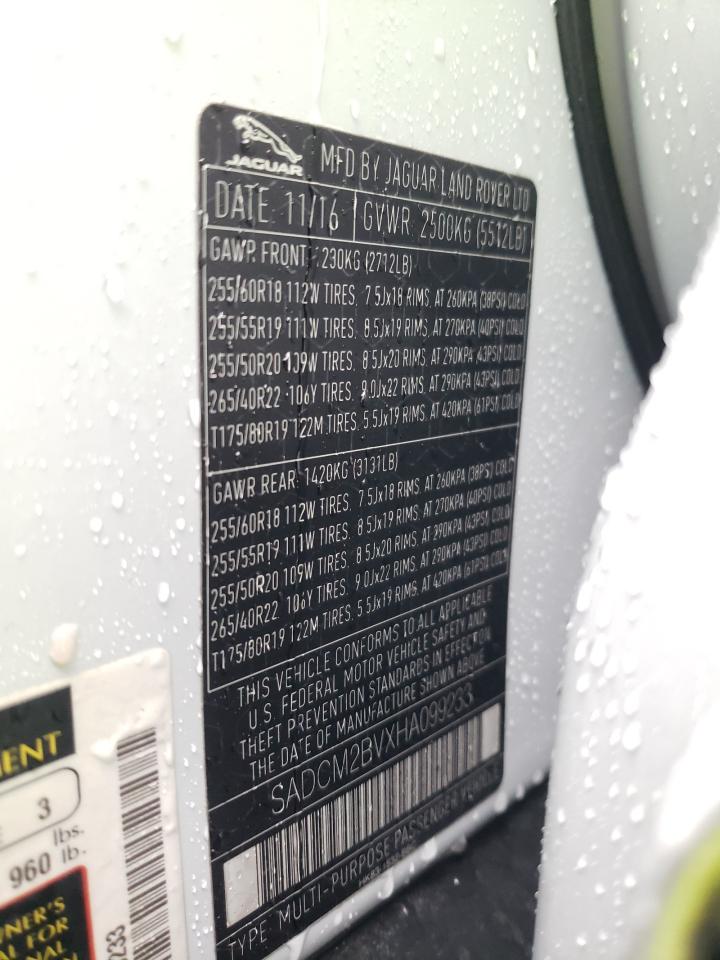 JAGUAR
MFD BY JAGUAR LAND ROVER LTD
DATE 11/16 GVWR 2500KG (5512LB)
GAWR FRONT 1230KG (2712LB)
255/60R18 112W TIRES, 7.5Jx18 RIMS, AT 260KPA (38PSI) COLD
255/55R19 111W TIRES, 8.5Jx19 RIMS, AT 270KPA (40PSI) COLD
255/50R20 109W TIRES, 8.5Jx20 RIMS, AT 290KPA (43PSI) COLD
265/40R22 106Y TIRES, 9.0Jx22 RIMS, AT 290KPA (43PSI) COLD
T175/80R19 122M TIRES, 5.5Jx19 RIMS, AT 420KPA (61PSI) COLD
GAWR REAR: 1420KG (3131LB)
255/60R18 112W TIRES, 7.5Jx18 RIMS, AT 260KPA (38PSI) COLD
255/55R19 111W TIRES, 8.5Jx19 RIMS, AT 270KPA (40PSI) COLD
255/50R20 109W TIRES, 8.5Jx20 RIMS, AT 290KPA (43PSI) COLD
265/40R22 106Y TIRES, 9.0Jx22 RIMS, AT 290KPA (43PSI) COLD
T175/80R19 122M TIRES, 5.5Jx19 RIMS, AT 420KPA (61PSI) COLD
THIS VEHICLE CONFORMS TO ALL APPLICABLE
U.S. FEDERAL MOTOR VEHICLE SAFETY AND
THEFT PREVENTION STANDARDS IN EFFECT ON
THE DATE OF MANUFACTURE SHOWN ABOVE
SADCM2BVXHA099233
TYPE: MULTI-PURPOSE PASSENGER VEHICLE
MENT
E 3
lbs.
960 lb.
NER'S
AL FOR
ONAL
9233